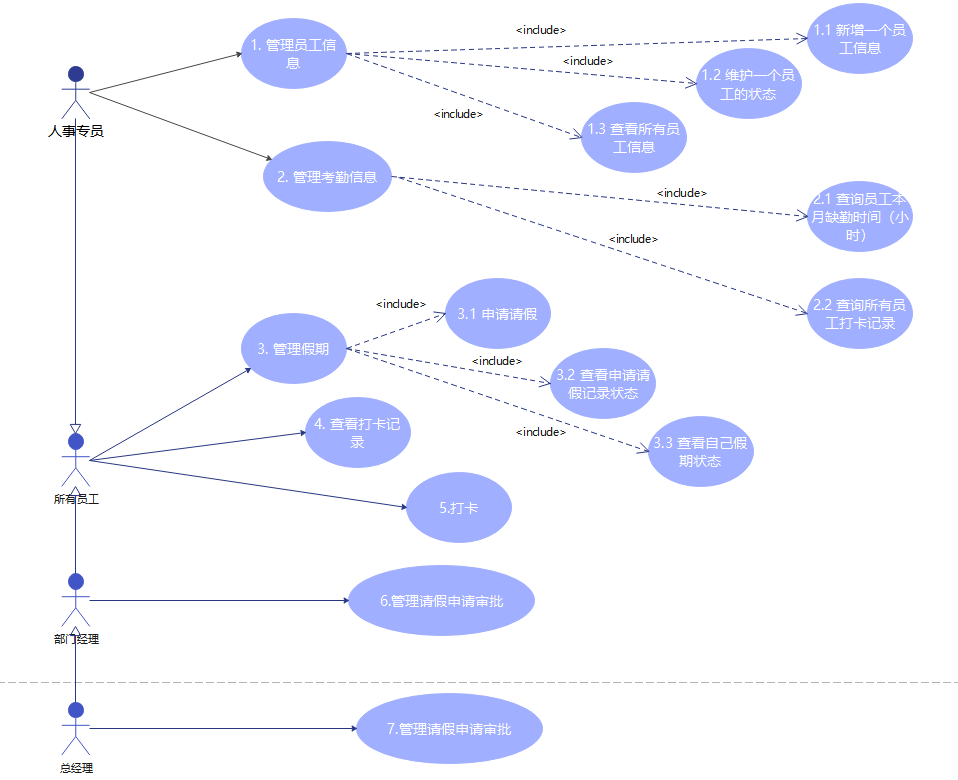 <include>
1.1 新增一个员
工信息
1. 管理员工信
息
<include>
1.2 维护一个员
工的状态
人事专员
<include>
1.3 查看所有员
工信息
2. 管理考勤信息
<include>
2.1 查询员工本
月缺勤时间（小
时）
<include>
2.2 查询所有员
工打卡记录
<include>
3.1 申请请假
3. 管理假期
<include>
3.2 查看申请请
假记录状态
4. 查看打卡记
录
<include>
3.3 查看自己假
期状态
所有员工
5.打卡
6.管理请假申请审批
部门经理
7.管理请假申请审批
总经理